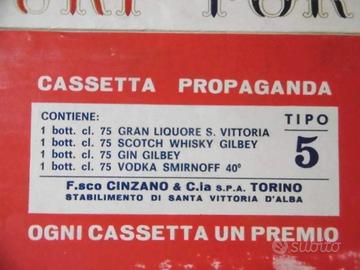 CASSETTA PROPAGANDA
CONTIENE:
1 bott. cl. 75 GRAN LIQUORE S. VITTORIA
1 bott. cl. 75 SCOTCH WHISKY GILBEY
1 bott. cl. 75 GIN GILBEY
1 bott. cl. 75 VODKA SMIRNOFF 40°
TIPO
5
F.sco CINZANO & C.ia S.P.A. TORINO
STABILIMENTO DI SANTA VITTORIA D'ALBA
OGNI CASSETTA UN PREMIO
subito